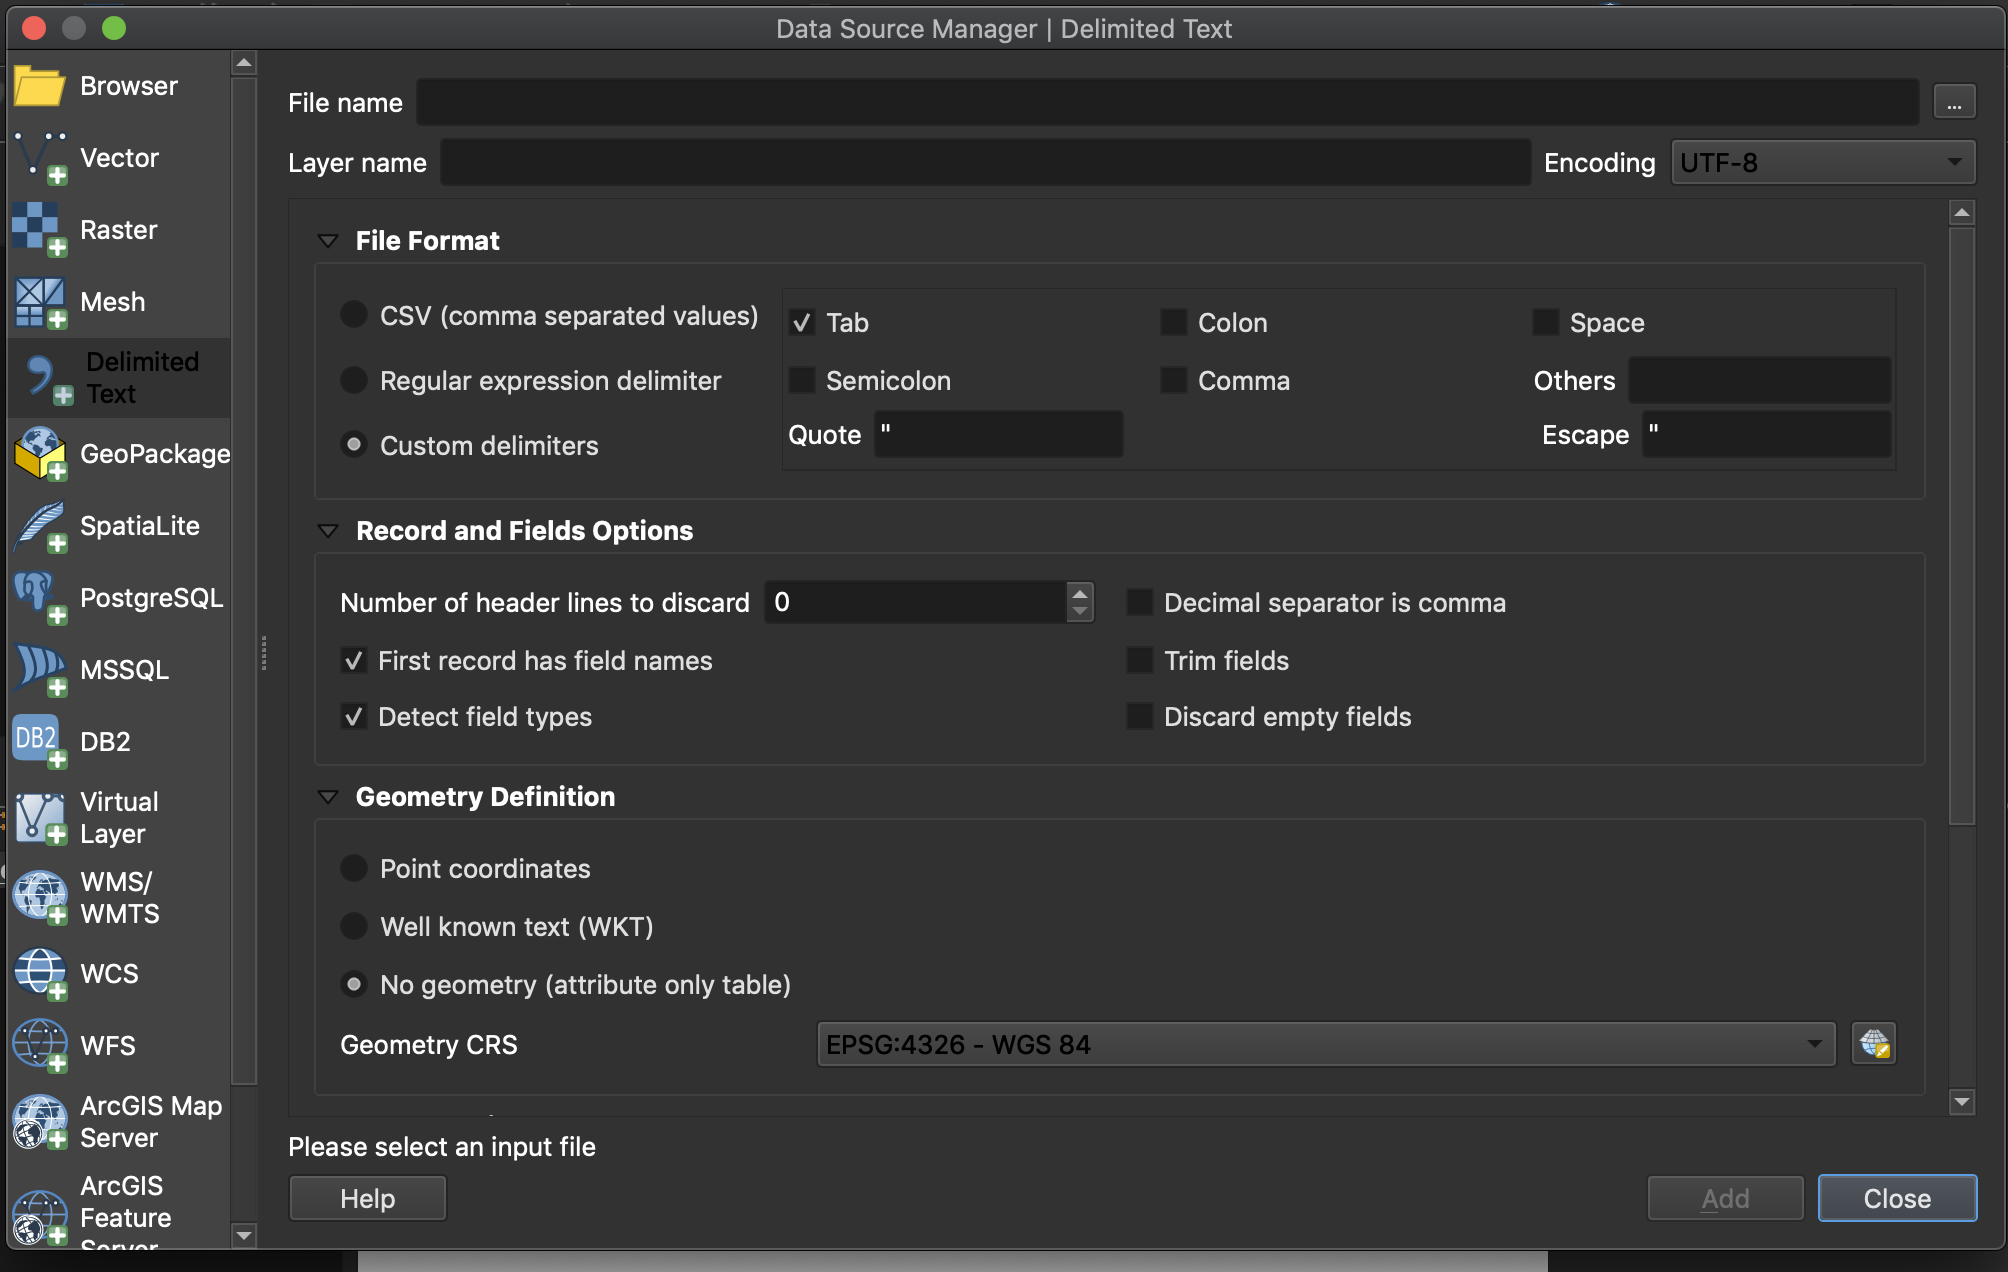 Data Source Manager | Delimited Text
Browser
Vector
Raster
Mesh
Delimited
Text
GeoPackage
SpatiaLite
PostgreSQL
MSSQL
DB2
DB2
Virtual
Layer
WMS/
WMTS
WCS
WFS
ArcGIS Map
Server
ArcGIS
Feature
Server
File name
...
Layer name
Encoding UTF-8
File Format
CSV (comma separated values)
Regular expression delimiter
Custom delimiters
Tab Colon Space
Semicolon Comma Others
Quote " Escape "
Record and Fields Options
Number of header lines to discard 0 Decimal separator is comma
First record has field names Trim fields
Detect field types Discard empty fields
Geometry Definition
Point coordinates
Well known text (WKT)
No geometry (attribute only table)
Geometry CRS EPSG:4326 - WGS 84
Please select an input file
Help Add Close